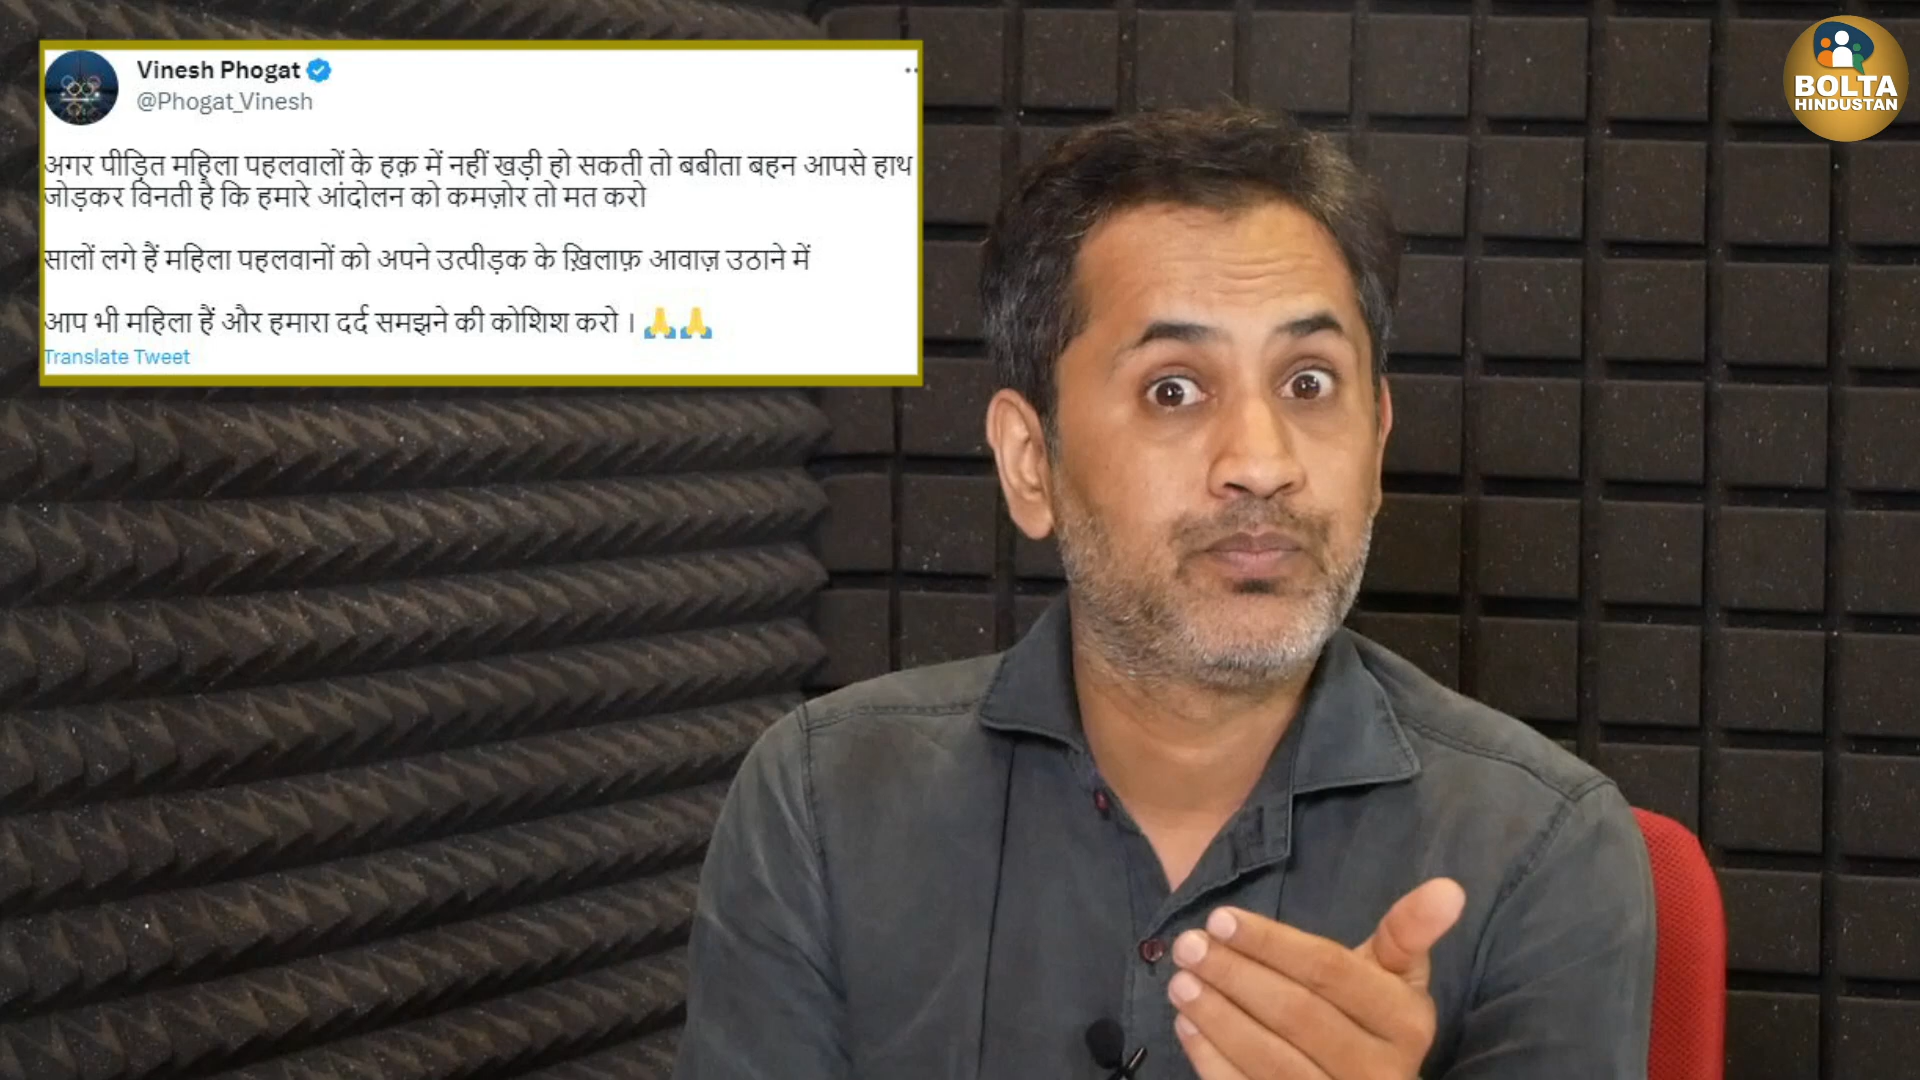 Vinesh Phogat
@Phogat_Vinesh
अगर पीड़ित महिला पहलवालों के हक़ में नहीं खड़ी हो सकती तो बबीता बहन आपसे हाथ
जोड़कर विनती है कि हमारे आंदोलन को कमज़ोर तो मत करो
सालों लगे हैं महिला पहलवानों को अपने उत्पीड़क के ख़िलाफ़ आवाज़ उठाने में
आप भी महिला हैं और हमारा दर्द समझने की कोशिश करो । 🙏🙏
Translate Tweet
BOLTA
HINDUSTAN